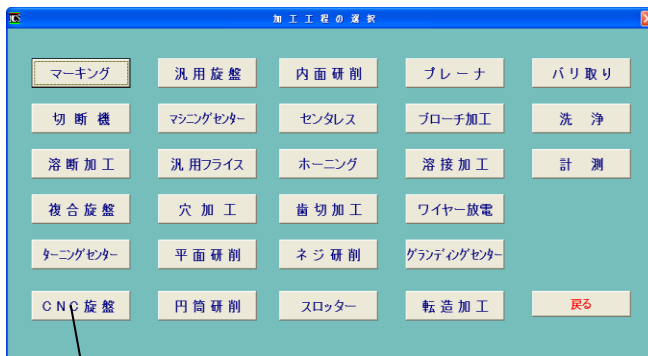 加工工程の選択
マーキング 汎用旋盤 内面研削 プレーナ バリ取り
切断機 マシニングセンター センタレス ブローチ加工 洗浄
溶断加工 汎用フライス ホーニング 溶接加工 計測
複合旋盤 穴加工 歯切加工 ワイヤー放電
ターニングセンター 平面研削 ネジ研削 グランディングセンター
CNC旋盤 円筒研削 スロッター 転造加工 戻る